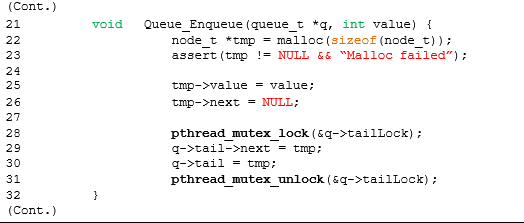 (Cont.)
21 void Queue_Enqueue(queue_t *q, int value) {
22 node_t *tmp = malloc(sizeof(node_t));
23 assert(tmp != NULL && “Malloc failed”);
24
25 tmp->value = value;
26 tmp->next = NULL;
27
28 pthread_mutex_lock(&q->tailLock);
29 q->tail->next = tmp;
30 q->tail = tmp;
31 pthread_mutex_unlock(&q->tailLock);
32 }
(Cont.)